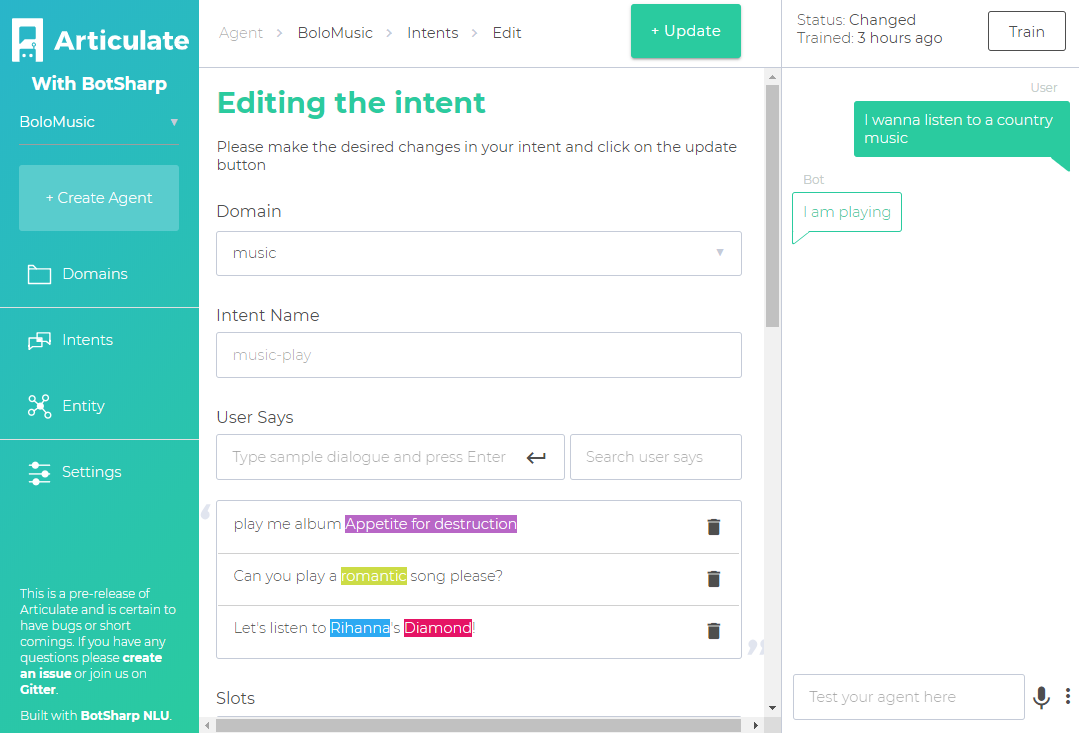 Articulate
With BotSharp
BoloMusic
+ Create Agent
Domains
Intents
Entity
Settings
This is a pre-release of
Articulate and is certain to
have bugs or short
comings. If you have any
questions please create
an issue or join us on
Gitter.
Built with BotSharp NLU.
Agent > BoloMusic > Intents > Edit
+ Update
Editing the intent
Please make the desired changes in your intent and click on the update
button
Domain
music
Intent Name
music-play
User Says
Type sample dialogue and press Enter
Search user says
play me album Appetite for destruction
Can you play a romantic song please?
Let's listen to Rihanna's Diamond!
Slots
Status: Changed
Trained: 3 hours ago
Train
User
I wanna listen to a country
music
Bot
I am playing
Test your agent here